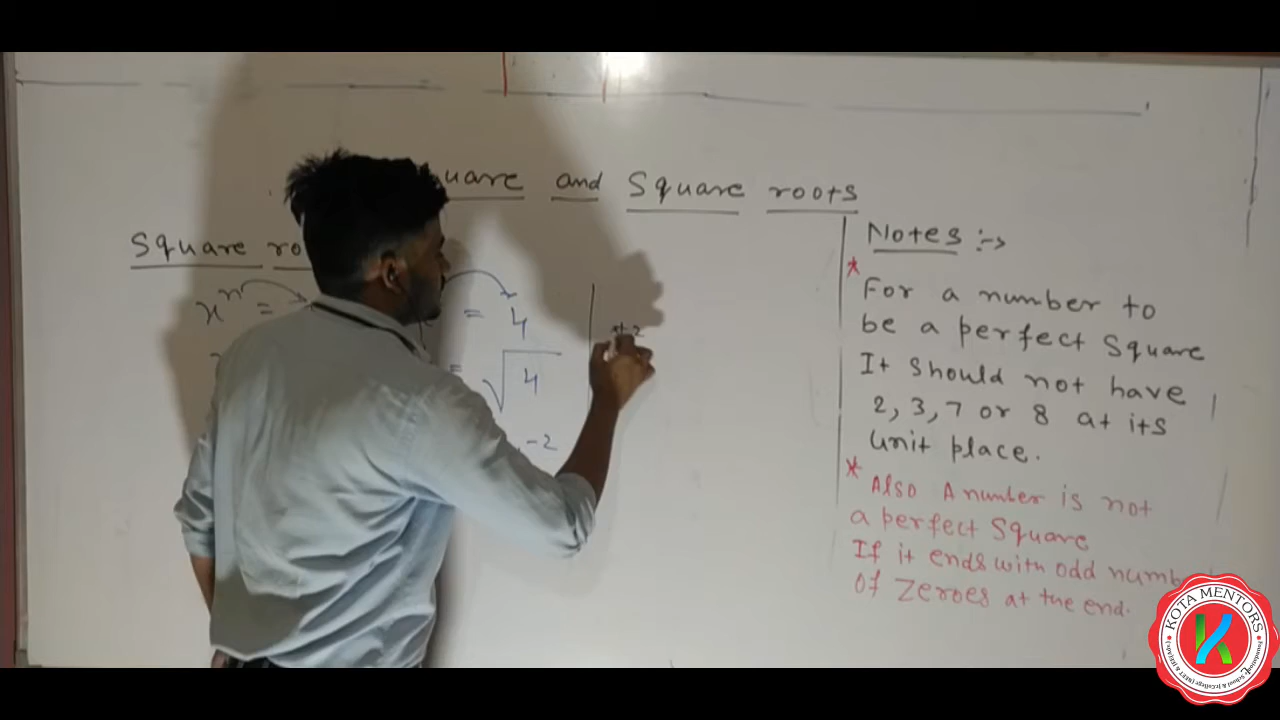 uare and Square roots
Square ro
xⁿ =
= 4
= √4
-2
+2
Notes :->
* For a number to
be a perfect Square
It should not have
2, 3, 7 or 8 at its
unit place.
* Also A number is not
a perfect Square
If it ends with odd numb
of Zeroes at the end.
KOTA MENTORS